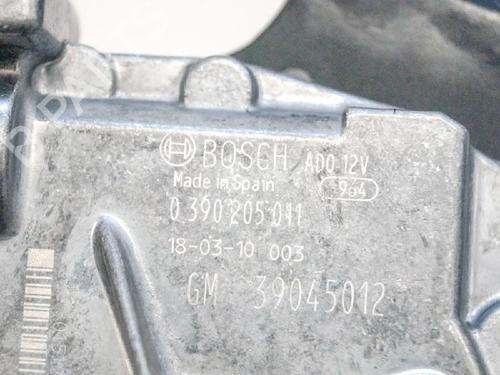 BOSCH ADO 12V
Made in Spain 964
0 390 205 011
18-03-10 003
GM 39045012